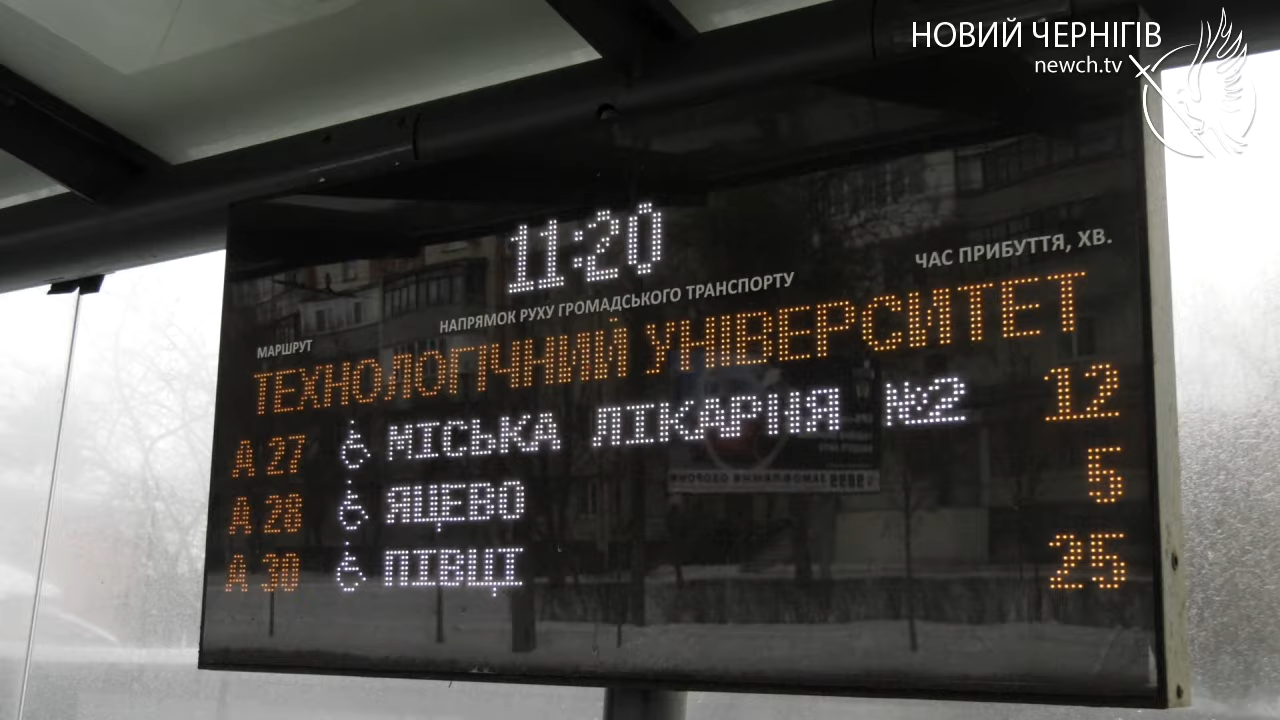 НОВИЙ ЧЕРНІГІВ
newch.tv
11:20
НАПРЯМОК РУХУ ГРОМАДСЬКОГО ТРАНСПОРТУ
ЧАС ПРИБУТТЯ, ХВ.
МАРШРУТ
ТЕХНОЛОГІЧНИЙ УНІВЕРСИТЕТ
А 27 МІСЬКА ЛІКАРНЯ №2 12
А 28 ЯЦЕВО 5
А 30 ПІВЦІ 25